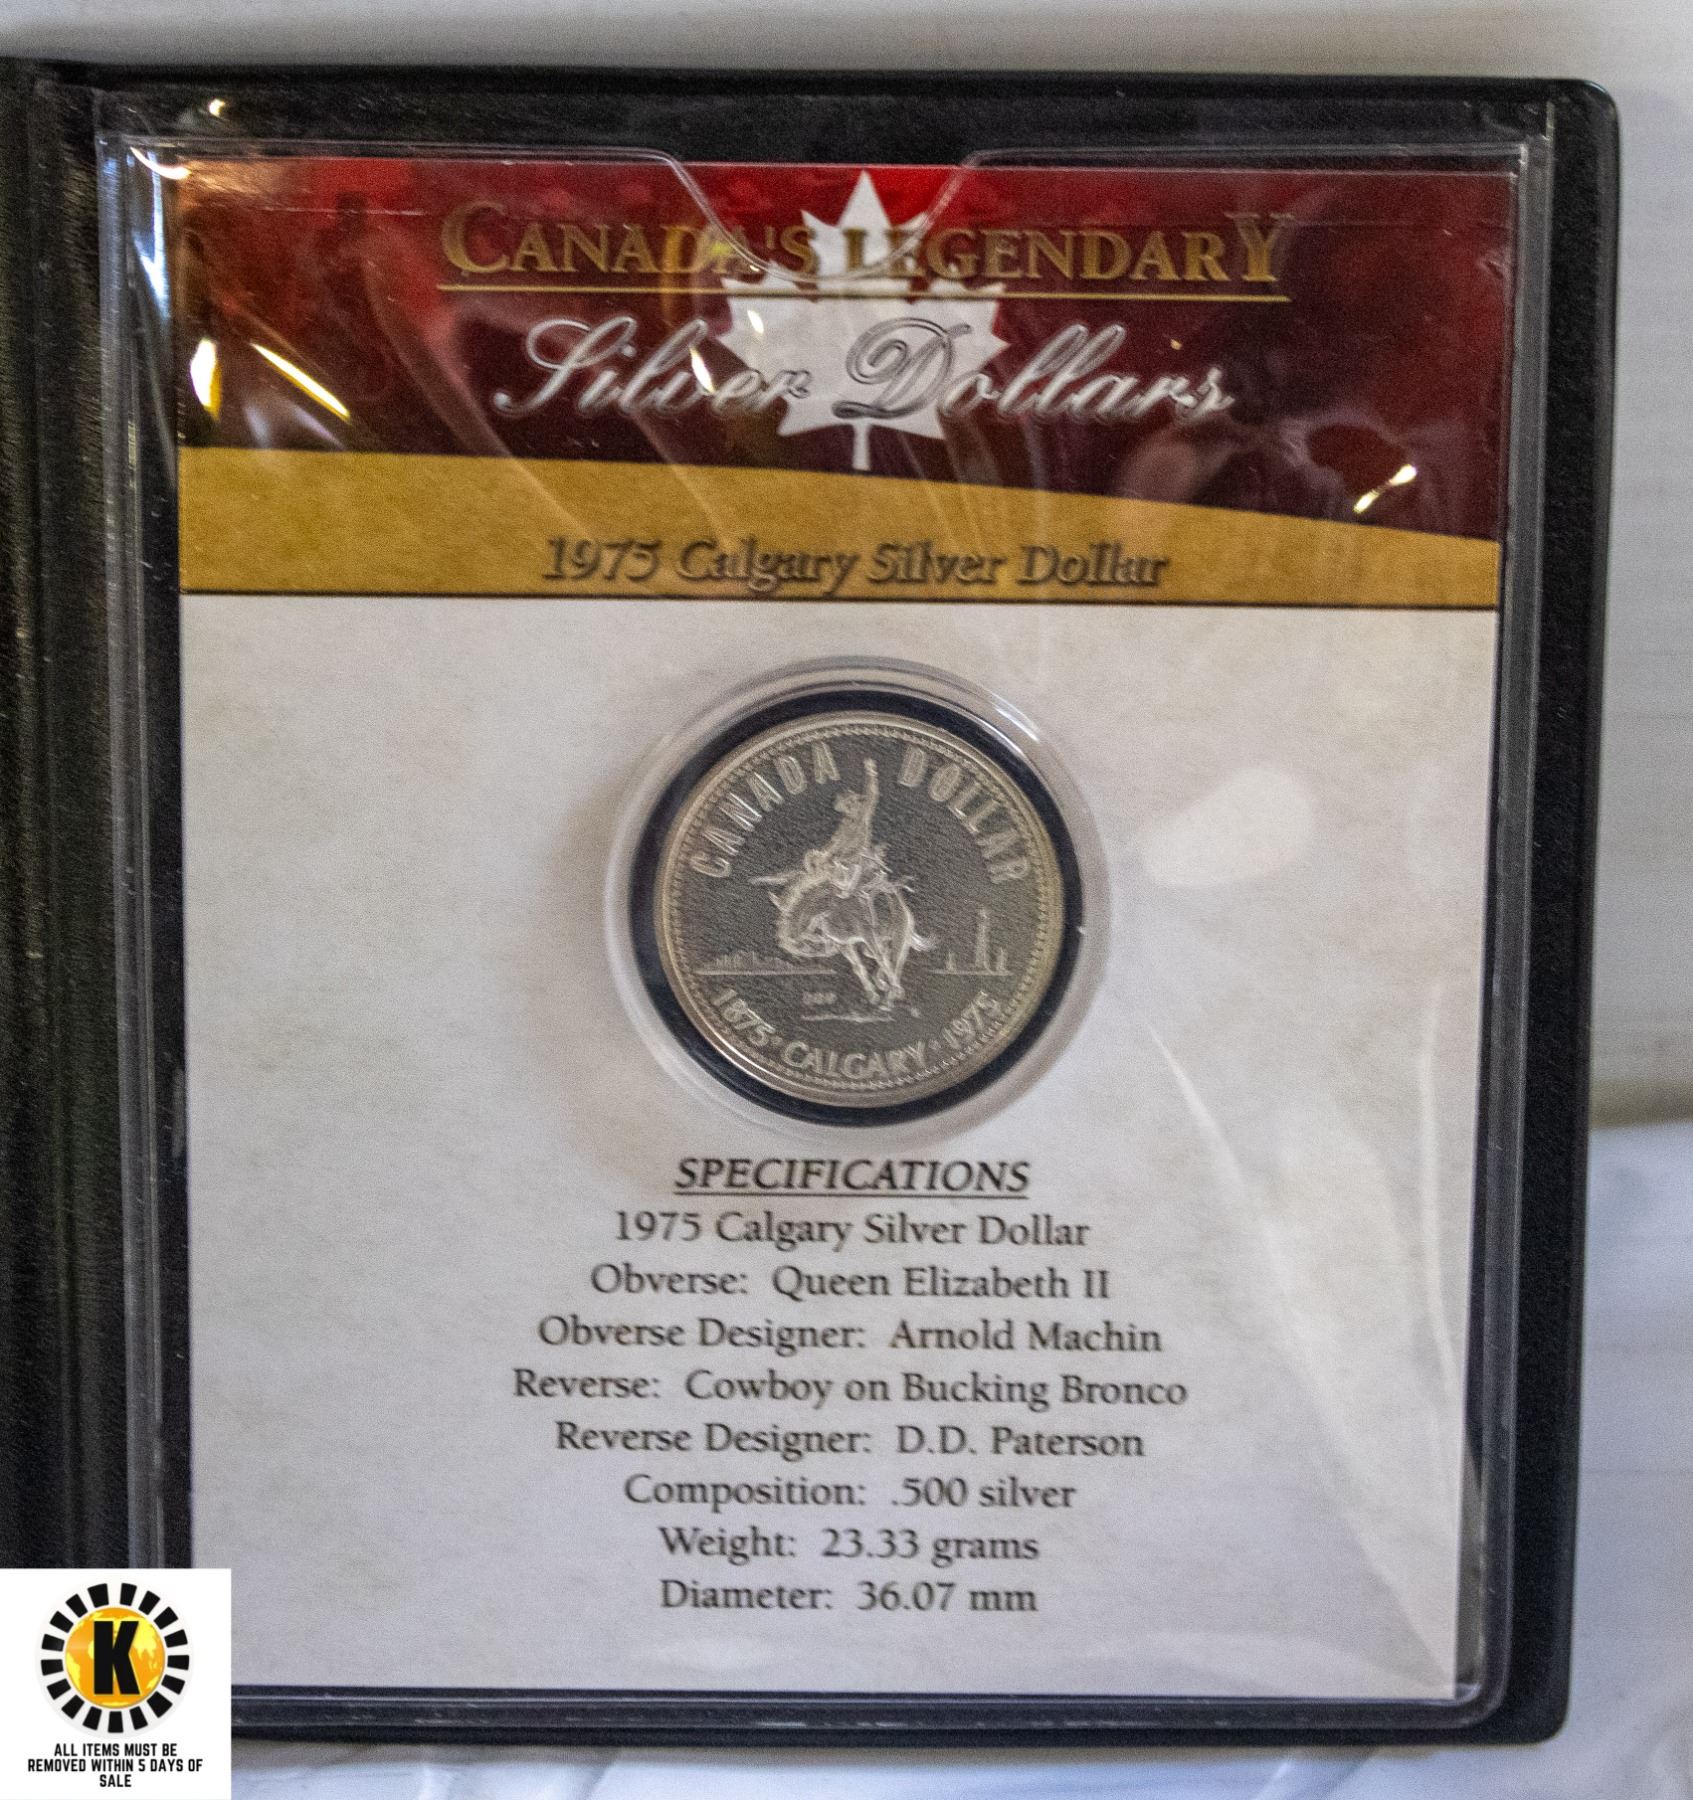 CANADA'S LEGENDARY
Silver Dollars
1975 Calgary Silver Dollar
CANADA DOLLAR
1875 • CALGARY • 1975
SPECIFICATIONS
1975 Calgary Silver Dollar
Obverse: Queen Elizabeth II
Obverse Designer: Arnold Machin
Reverse: Cowboy on Bucking Bronco
Reverse Designer: D.D. Paterson
Composition: .500 silver
Weight: 23.33 grams
Diameter: 36.07 mm
K
ALL ITEMS MUST BE
REMOVED WITHIN 5 DAYS OF
SALE